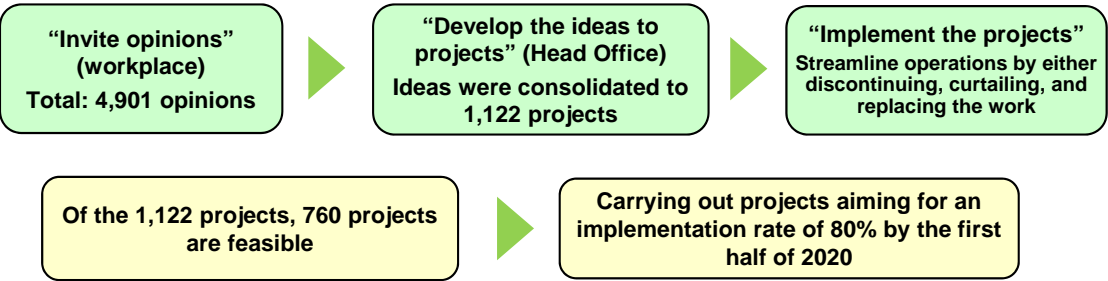 “Invite opinions”
(workplace)
Total: 4,901 opinions
“Develop the ideas to
projects” (Head Office)
Ideas were consolidated to
1,122 projects
“Implement the projects”
Streamline operations by either
discontinuing, curtailing, and
replacing the work
Of the 1,122 projects, 760 projects
are feasible
Carrying out projects aiming for an
implementation rate of 80% by the first
half of 2020